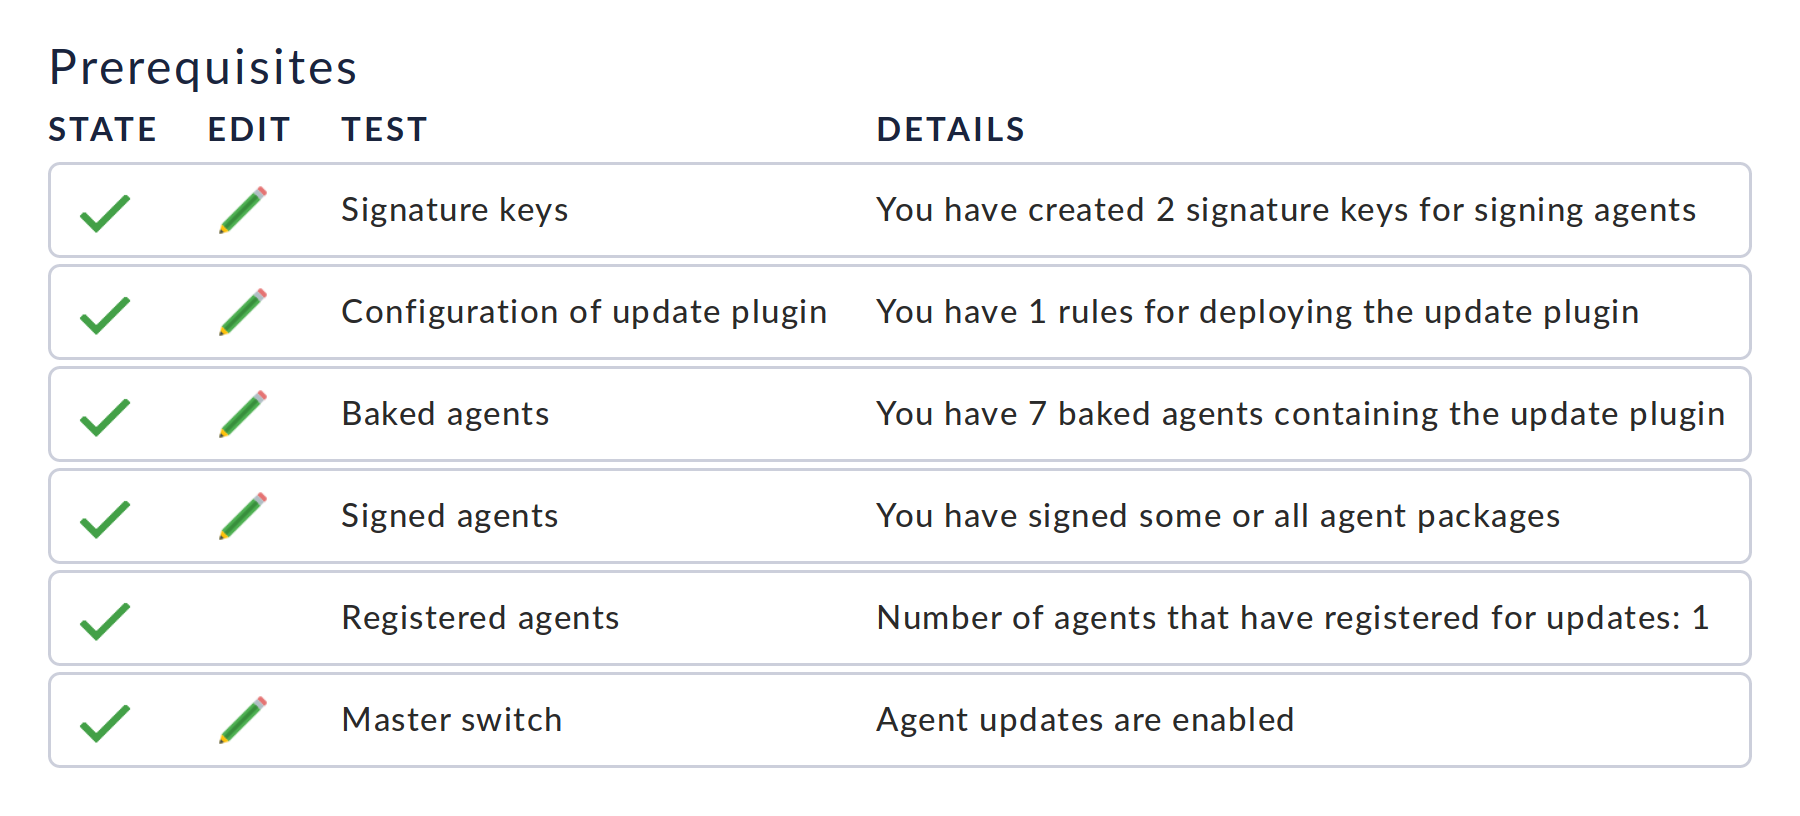 Prerequisites
STATE EDIT TEST DETAILS
Signature keys You have created 2 signature keys for signing agents
Configuration of update plugin You have 1 rules for deploying the update plugin
Baked agents You have 7 baked agents containing the update plugin
Signed agents You have signed some or all agent packages
Registered agents Number of agents that have registered for updates: 1
Master switch Agent updates are enabled